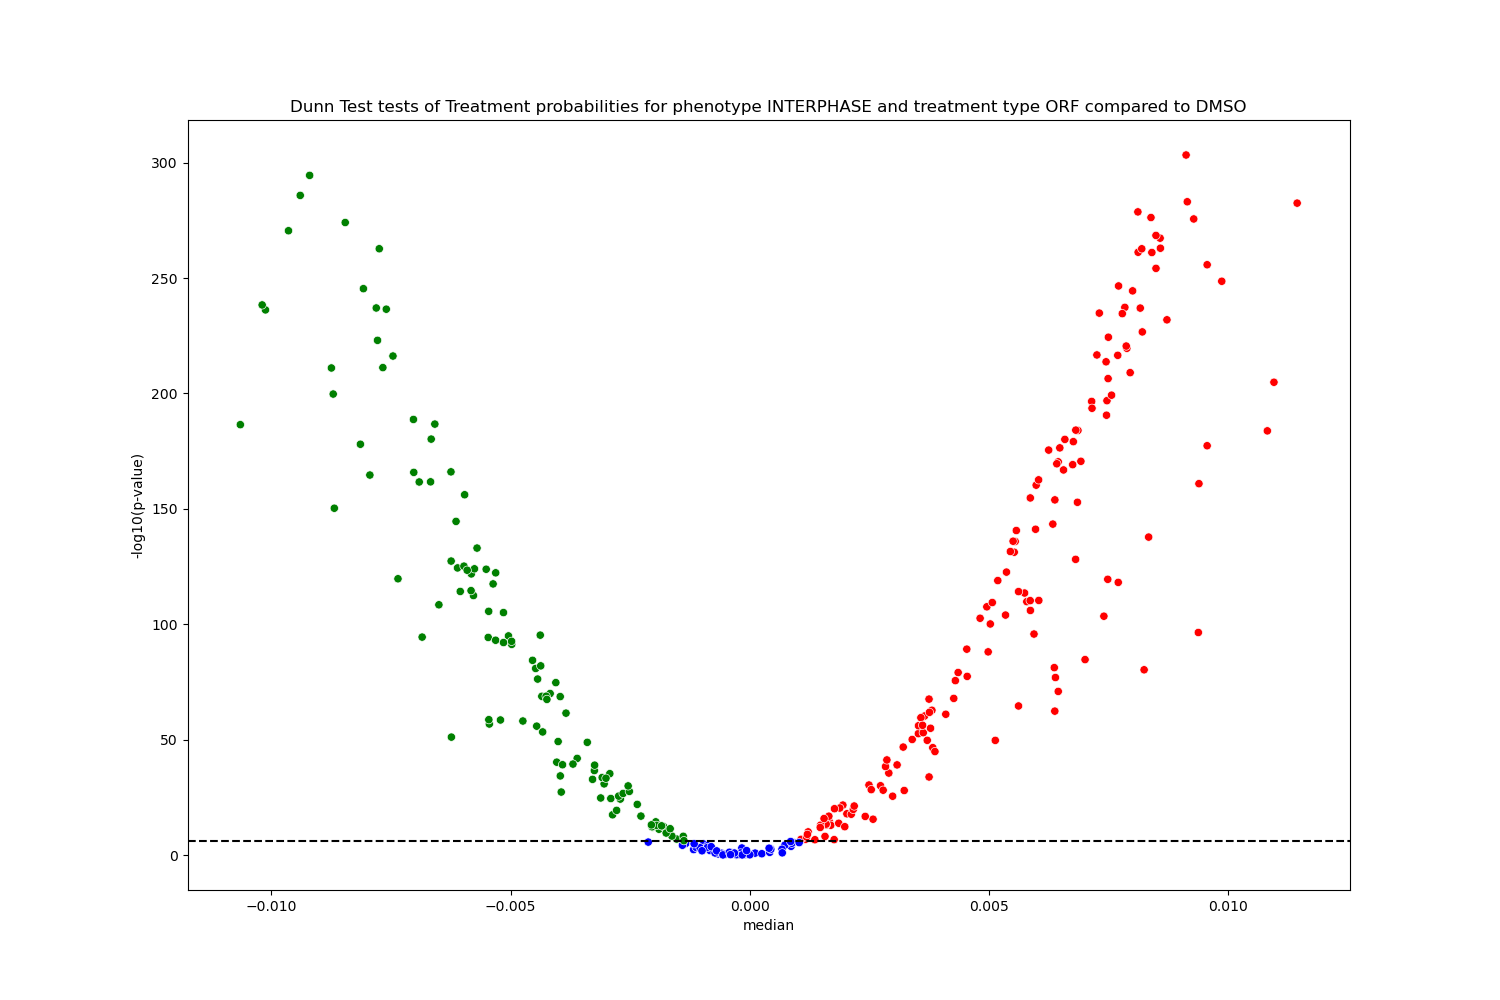 Dunn Test tests of Treatment probabilities for phenotype INTERPHASE and treatment type ORF compared to DMSO
300
250
200
150
100
50
0
-log10(p-value)
−0.010 −0.005 0.000 0.005 0.010
median